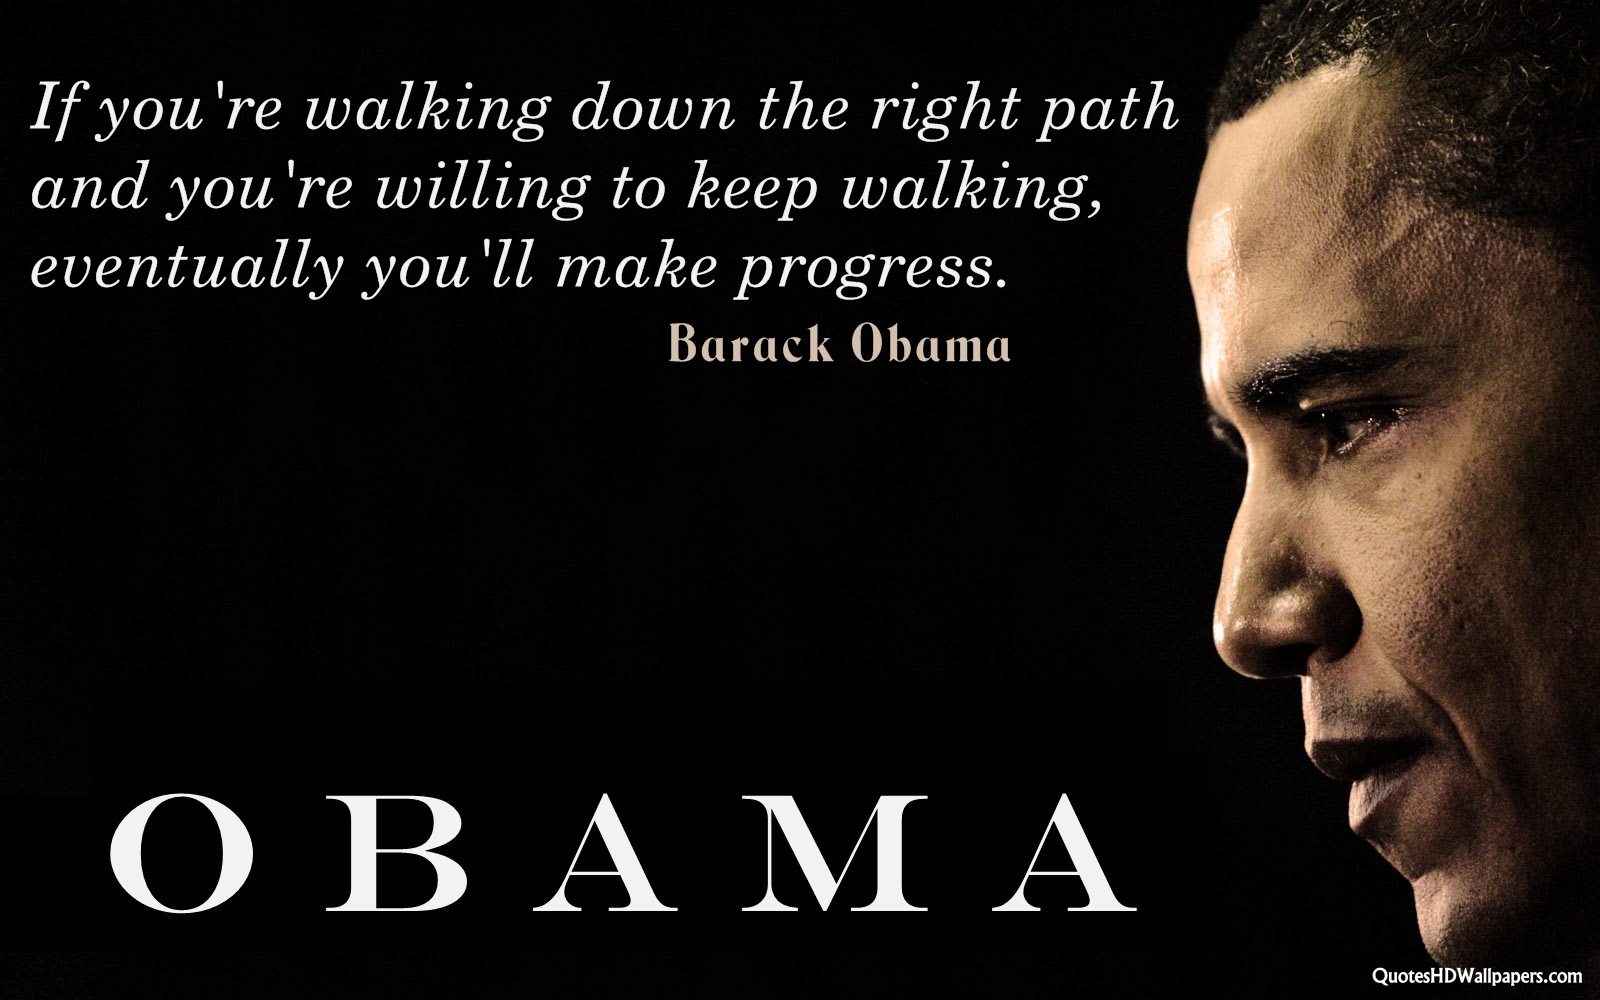 If you're walking down the right path
and you're willing to keep walking,
eventually you'll make progress.
Barack Obama
OBAMA
QuotesHDWallpapers.com